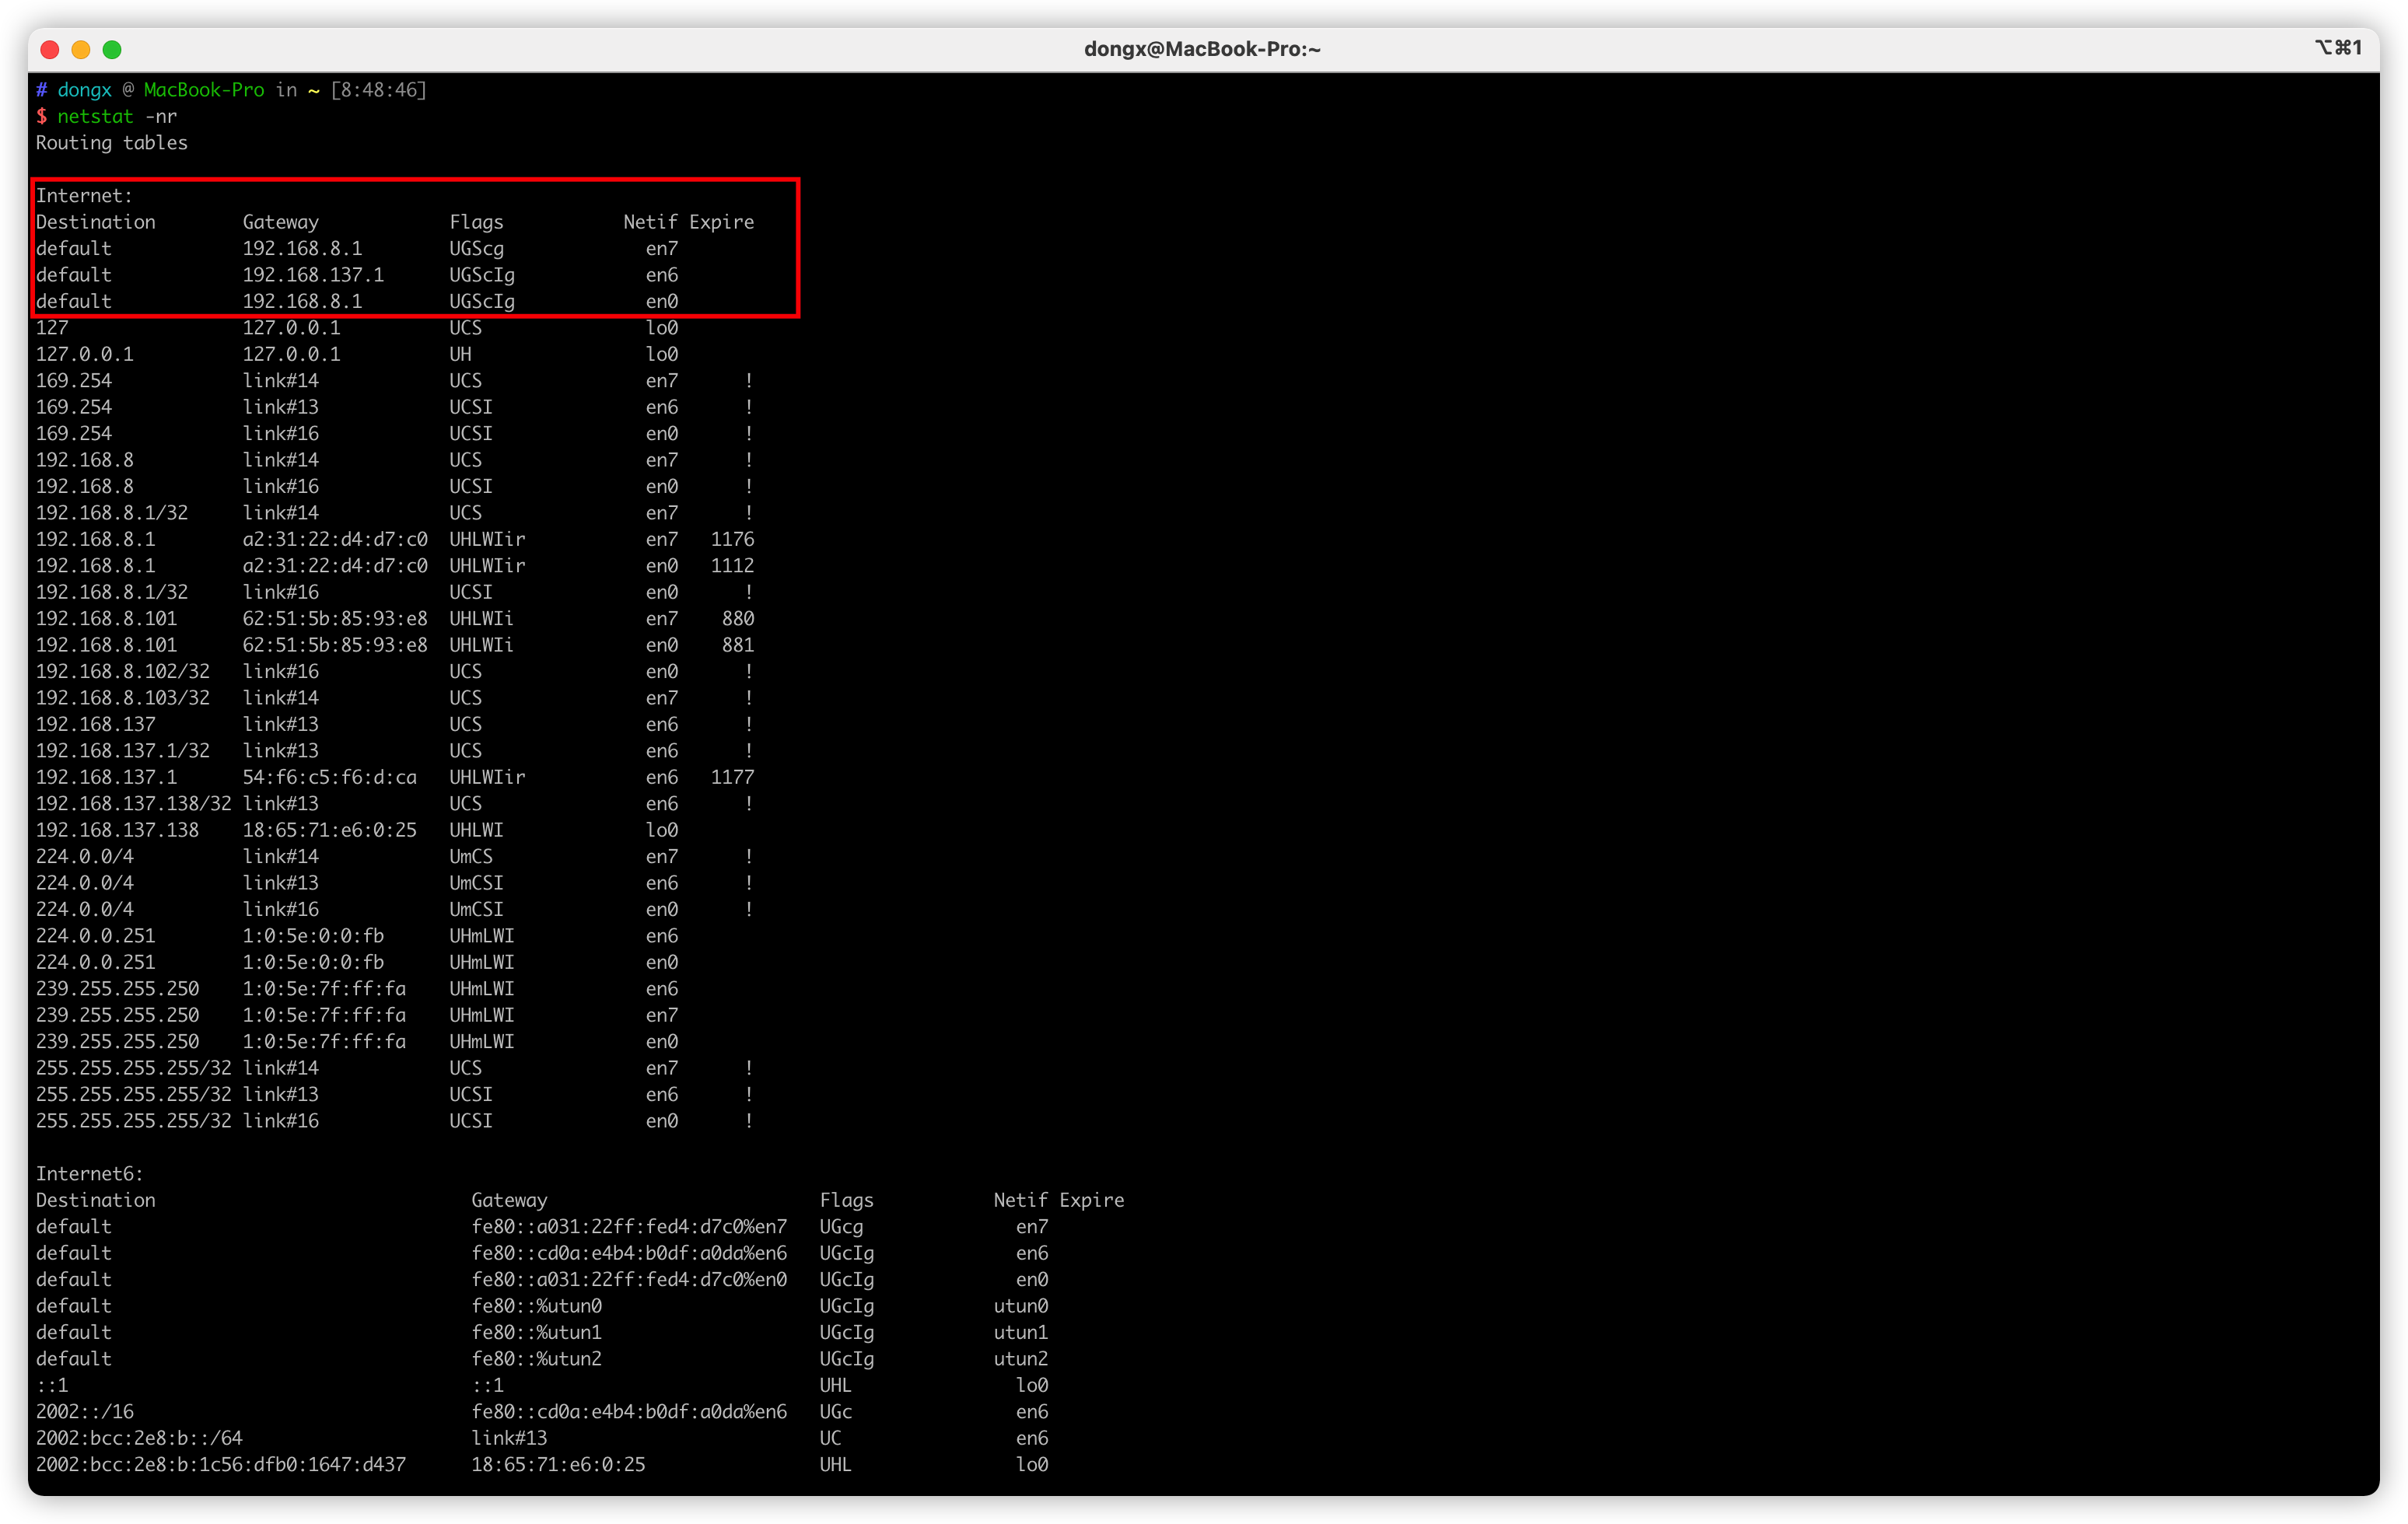 dongx@MacBook-Pro:~
⌥⌘1
# dongx @ MacBook-Pro in ~ [8:48:46]
$ netstat -nr
Routing tables
Internet:
Destination Gateway Flags Netif Expire
default 192.168.8.1 UGScg en7
default 192.168.137.1 UGScIg en6
default 192.168.8.1 UGScIg en0
127 127.0.0.1 UCS lo0
127.0.0.1 127.0.0.1 UH lo0
169.254 link#14 UCS en7 !
169.254 link#13 UCSI en6 !
169.254 link#16 UCSI en0 !
192.168.8 link#14 UCS en7 !
192.168.8 link#16 UCSI en0 !
192.168.8.1/32 link#14 UCS en7 !
192.168.8.1 a2:31:22:d4:d7:c0 UHLWIir en7 1176
192.168.8.1 a2:31:22:d4:d7:c0 UHLWIir en0 1112
192.168.8.1/32 link#16 UCSI en0 !
192.168.8.101 62:51:5b:85:93:e8 UHLWIi en7 880
192.168.8.101 62:51:5b:85:93:e8 UHLWIi en0 881
192.168.8.102/32 link#16 UCS en0 !
192.168.8.103/32 link#14 UCS en7 !
192.168.137 link#13 UCS en6 !
192.168.137.1/32 link#13 UCS en6 !
192.168.137.1 54:f6:c5:f6:d:ca UHLWIir en6 1177
192.168.137.138/32 link#13 UCS en6 !
192.168.137.138 18:65:71:e6:0:25 UHLWI lo0
224.0.0/4 link#14 UmCS en7 !
224.0.0/4 link#13 UmCSI en6 !
224.0.0/4 link#16 UmCSI en0 !
224.0.0.251 1:0:5e:0:0:fb UHmLWI en6
224.0.0.251 1:0:5e:0:0:fb UHmLWI en0
239.255.255.250 1:0:5e:7f:ff:fa UHmLWI en6
239.255.255.250 1:0:5e:7f:ff:fa UHmLWI en7
239.255.255.250 1:0:5e:7f:ff:fa UHmLWI en0
255.255.255.255/32 link#14 UCS en7 !
255.255.255.255/32 link#13 UCSI en6 !
255.255.255.255/32 link#16 UCSI en0 !
Internet6:
Destination Gateway Flags Netif Expire
default fe80::a031:22ff:fed4:d7c0%en7 UGcg en7
default fe80::cd0a:e4b4:b0df:a0da%en6 UGcIg en6
default fe80::a031:22ff:fed4:d7c0%en0 UGcIg en0
default fe80::%utun0 UGcIg utun0
default fe80::%utun1 UGcIg utun1
default fe80::%utun2 UGcIg utun2
::1 ::1 UHL lo0
2002::/16 fe80::cd0a:e4b4:b0df:a0da%en6 UGc en6
2002:bcc:2e8:b::/64 link#13 UC en6
2002:bcc:2e8:b:1c56:dfb0:1647:d437 18:65:71:e6:0:25 UHL lo0